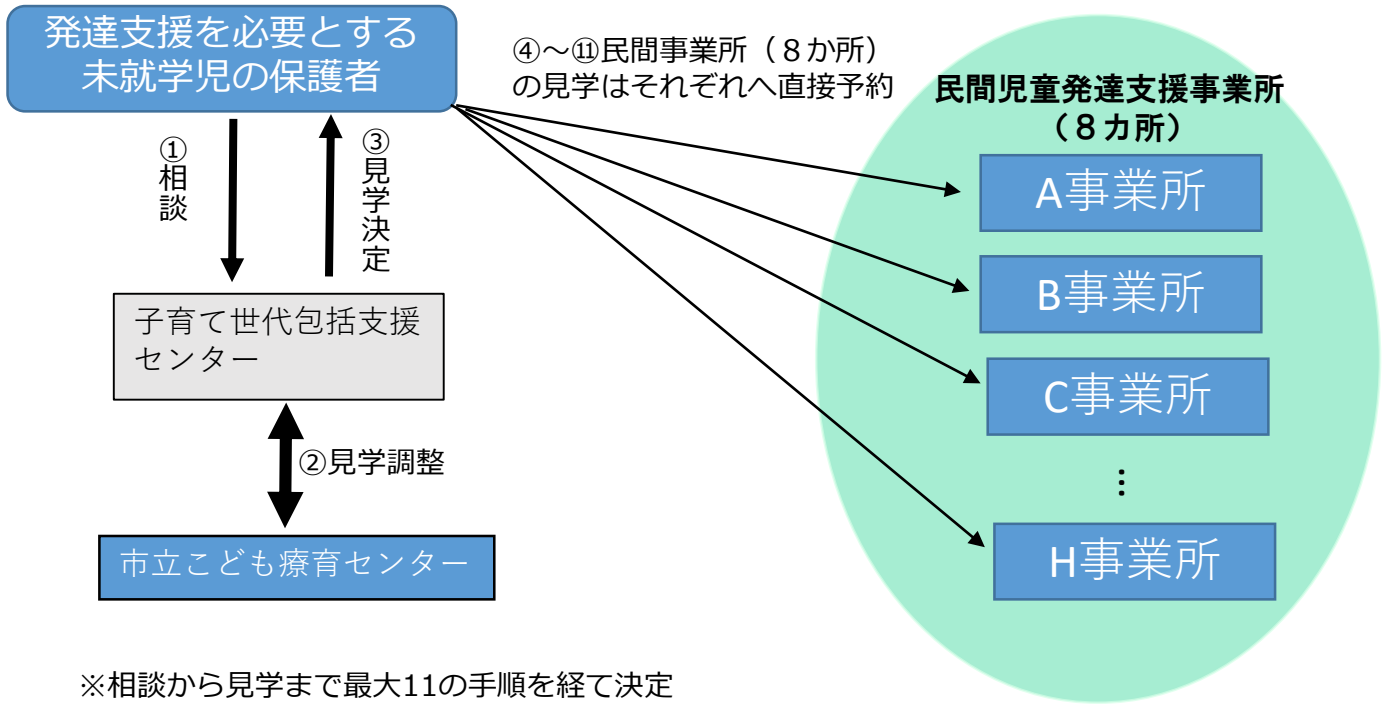 発達支援を必要とする
未就学児の保護者
④～⑪民間事業所（８か所）
の見学はそれぞれへ直接予約
民間児童発達支援事業所
（８カ所）
①相談
③見学決定
A事業所
B事業所
子育て世代包括支援
センター
C事業所
②見学調整
…
市立こども療育センター
H事業所
※相談から見学まで最大11の手順を経て決定